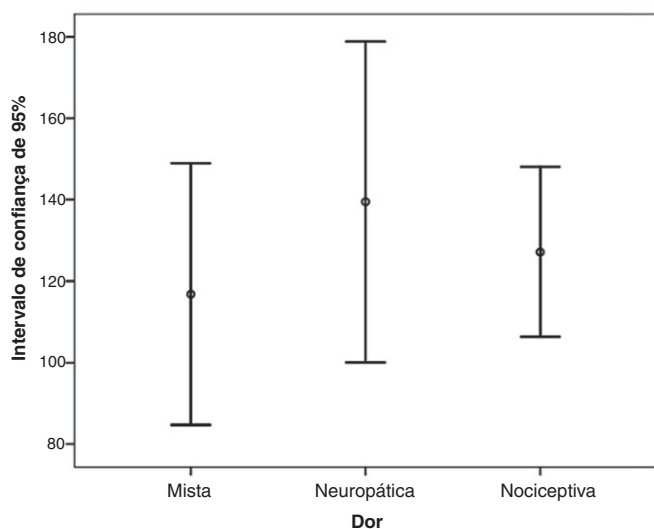 Intervalo de confiança de 95%
180
160
140
120
100
80
Mista
Neuropática
Nociceptiva
Dor